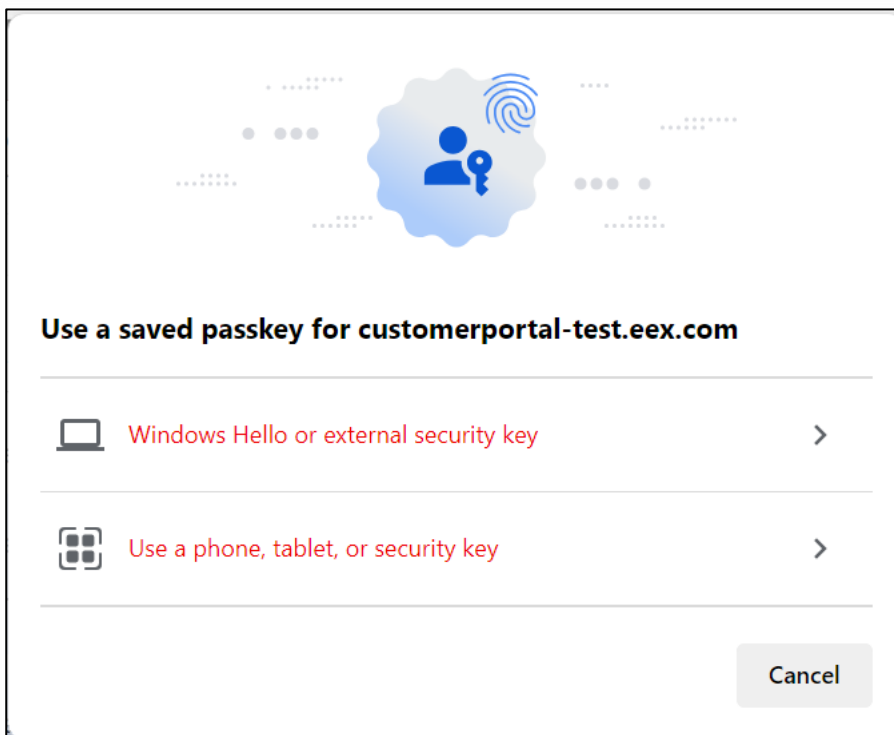 Use a saved passkey for customerportal-test.eex.com
Windows Hello or external security key
Use a phone, tablet, or security key
Cancel